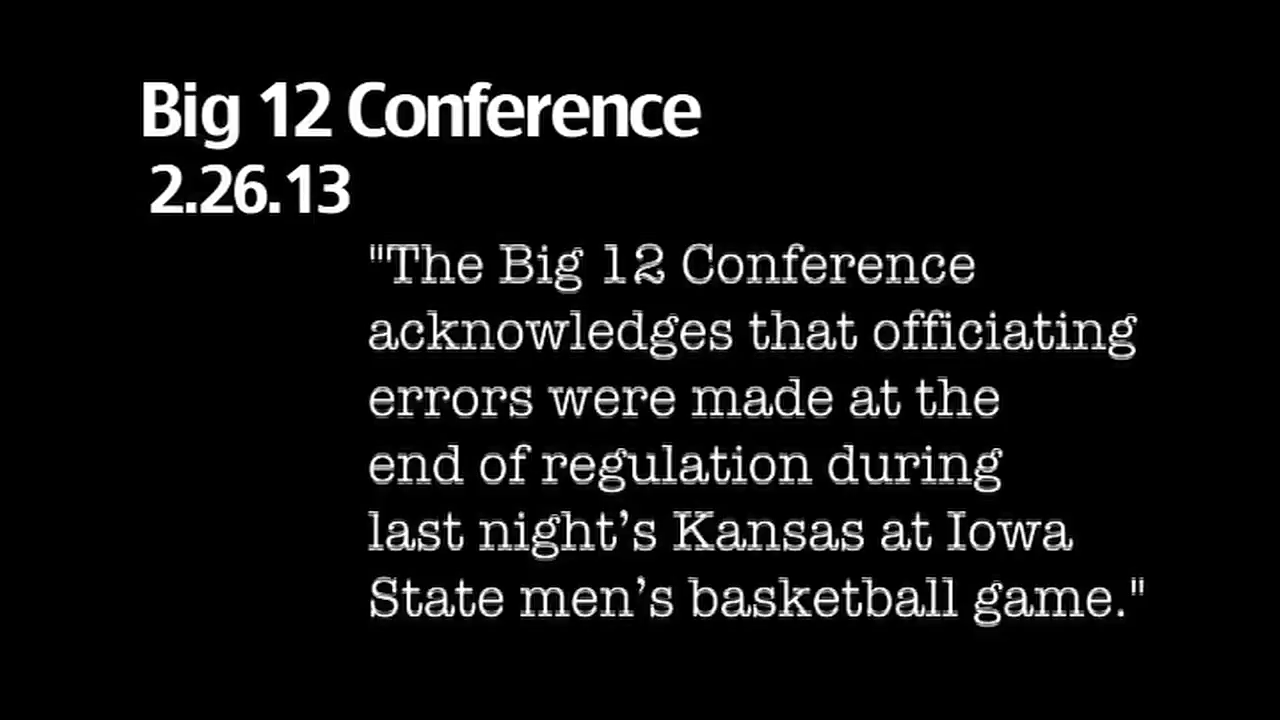 Big 12 Conference
2.26.13
"The Big 12 Conference
acknowledges that officiating
errors were made at the
end of regulation during
last night’s Kansas at Iowa
State men’s basketball game."